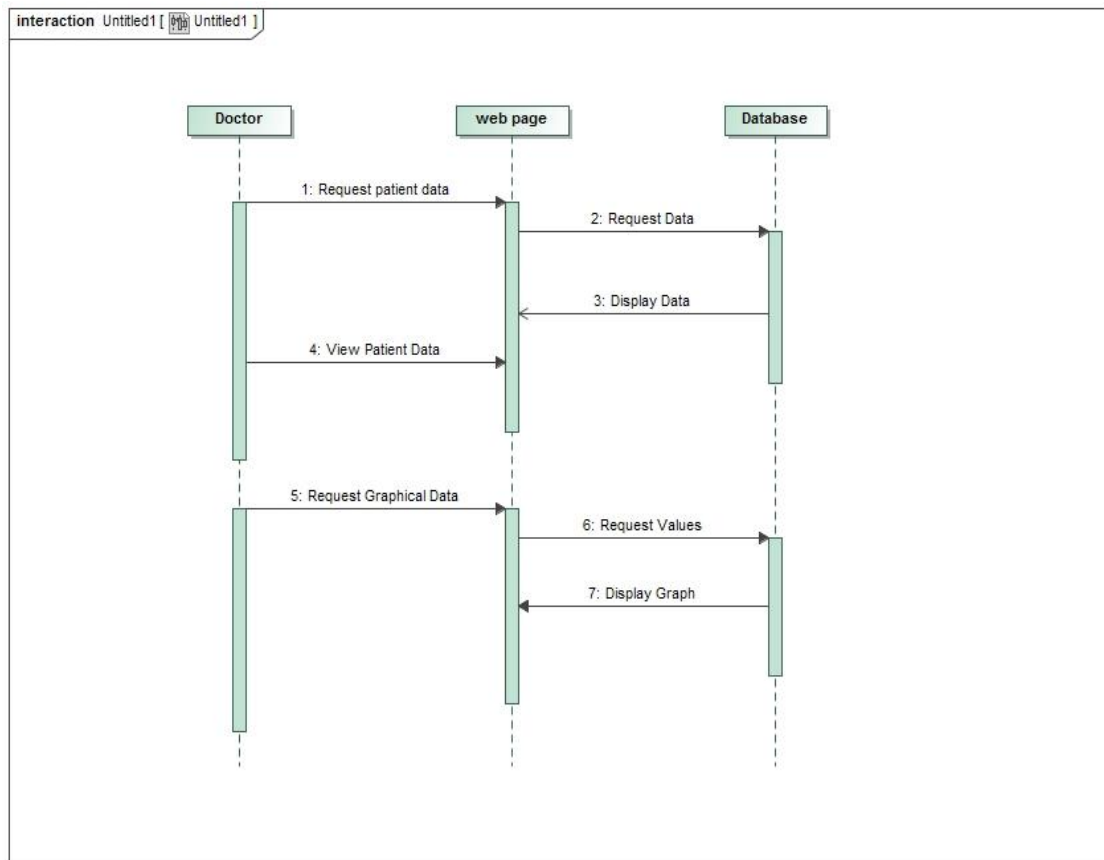 interaction Untitled1 [ Untitled1 ]
Doctor
web page
Database
1: Request patient data
2: Request Data
3: Display Data
4: View Patient Data
5: Request Graphical Data
6: Request Values
7: Display Graph